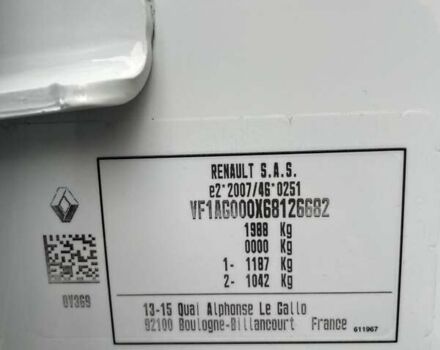 RENAULT S.A.S.
e2*2007/46*0251
VF1AG000X68126682
1988 Kg
0000 Kg
1- 1187 Kg
2- 1042 Kg
0V369
13-15 Quai Alphonse Le Gallo
92100 Boulogne-Billancourt France
611967